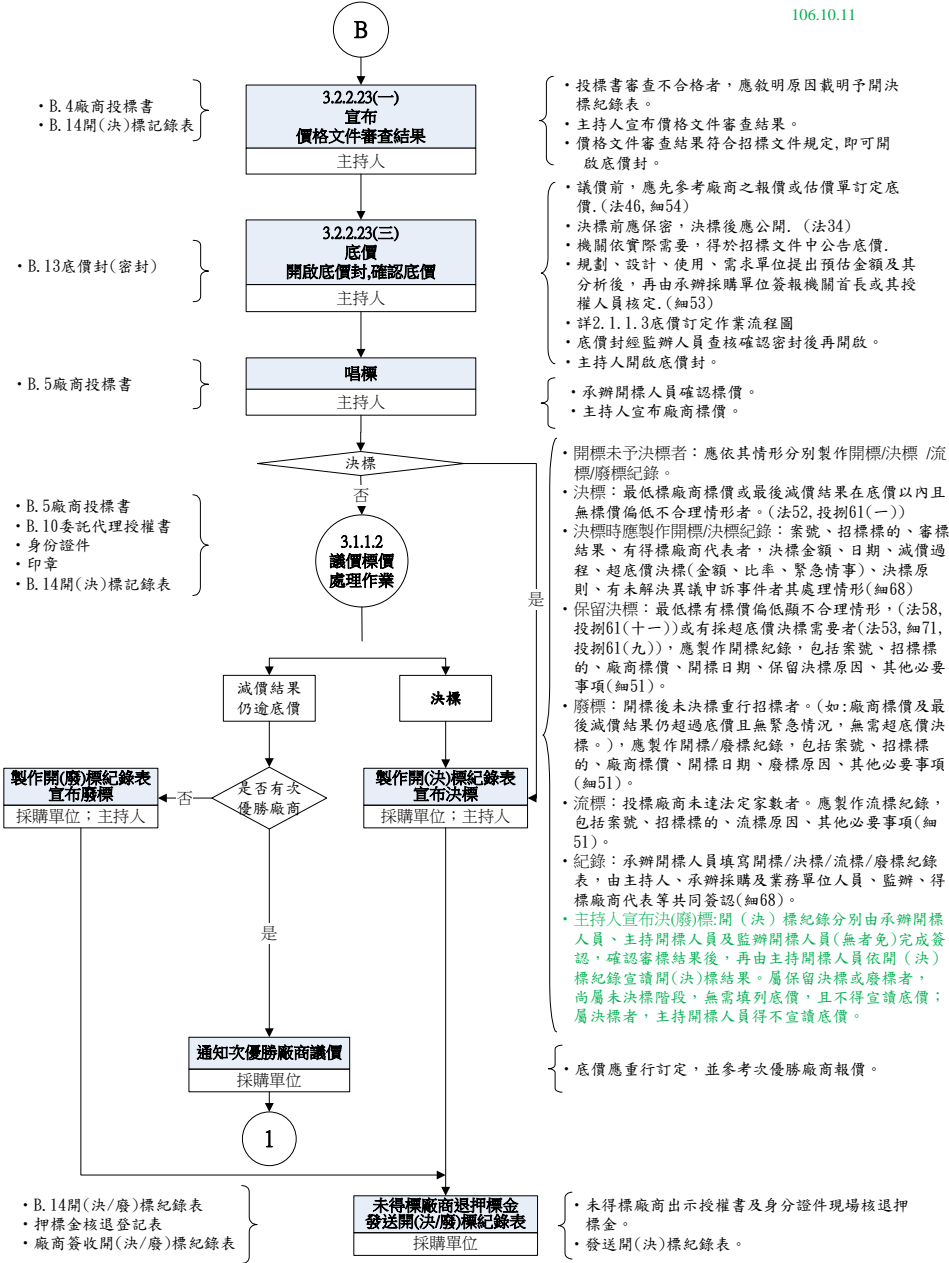 106.10.11
B
・B.4廠商投標書
・B.14開(決)標記錄表
3.2.2.23(一)
宣布
價格文件審查結果
主持人
・投標書審查不合格者，應敘明原因載明予開決
標紀錄表。
・主持人宣布價格文件審查結果。
・價格文件審查結果符合招標文件規定,即可開
啟底價封。
・B.13底價封(密封)
3.2.2.23(三)
底價
開啟底價封,確認底價
主持人
・議價前，應先參考廠商之報價或估價單訂定底
價.(法46,細54)
・決標前應保密，決標後應公開. (法34)
・機關依實際需要，得於招標文件中公告底價.
・規劃、設計、使用、需求單位提出預估金額及其
分析後，再由承辦採購單位簽報機關首長或其授
權人員核定.(細53)
・詳2.1.1.3底價訂定作業流程圖
・底價封經監辦人員查核確認密封後再開啟。
・主持人開啟底價封。
・B.5廠商投標書
唱標
主持人
・承辦開標人員確認標價。
・主持人宣布廠商標價。
決標
否
是
・B.5廠商投標書
・B.10委託代理授權書
・身份證件
・印章
・B.14開(決)標記錄表
3.1.1.2
議價標價
處理作業
減價結果
仍逾底價
決標
製作開(廢)標紀錄表
宣布廢標
採購單位；主持人
否
是否有次
優勝廠商
製作開(決)標紀錄表
宣布決標
採購單位；主持人
是
・開標未予決標者：應依其情形分別製作開標/決標 /流
標/廢標紀錄。
・決標：最低標廠商標價或最後減價結果在底價以內且
無標價偏低不合理情形者。(法52,投捌61(一))
・決標時應製作開標/決標紀錄：案號、招標標的、審標
結果、有得標廠商代表者，決標金額、日期、減價過
程、超底價決標(金額、比率、緊急情事)、決標原
則、有未解決異議申訴事件者其處理情形(細68)
・保留決標：最低標有標價偏低顯不合理情形，(法58,
投捌61(十一))或有採超底價決標需要者(法53,細71,
投捌61(九))，應製作開標紀錄，包括案號、招標標
的、廠商標價、開標日期、保留決標原因、其他必要
事項(細51)。
・廢標：開標後未決標重行招標者。(如:廠商標價及最
後減價結果仍超過底價且無緊急情況，無需超底價決
標。)，應製作開標/廢標紀錄，包括案號、招標標
的、廠商標價、開標日期、廢標原因、其他必要事項
(細51)。
・流標：投標廠商未達法定家數者。應製作流標紀錄，
包括案號、招標標的、流標原因、其他必要事項(細
51)。
・紀錄：承辦開標人員填寫開標/決標/流標/廢標紀錄
表，由主持人、承辦採購及業務單位人員、監辦、得
標廠商代表等共同簽認(細68)。
・主持人宣布決(廢)標:開（決）標紀錄分別由承辦開標
人員、主持開標人員及監辦開標人員(無者免)完成簽
認，確認審標結果後，再由主持開標人員依開（決）
標紀錄宣讀開(決)標結果。屬保留決標或廢標者，
尚屬未決標階段，無需填列底價，且不得宣讀底價；
屬決標者，主持開標人員得不宣讀底價。
通知次優勝廠商議價
採購單位
・底價應重行訂定，並參考次優勝廠商報價。
1
・B.14開(決/廢)標紀錄表
・押標金核退登記表
・廠商簽收開(決/廢)標紀錄表
未得標廠商退押標金
發送開(決/廢)標紀錄表
採購單位
・未得標廠商出示授權書及身分證件現場核退押
標金。
・發送開(決)標紀錄表。